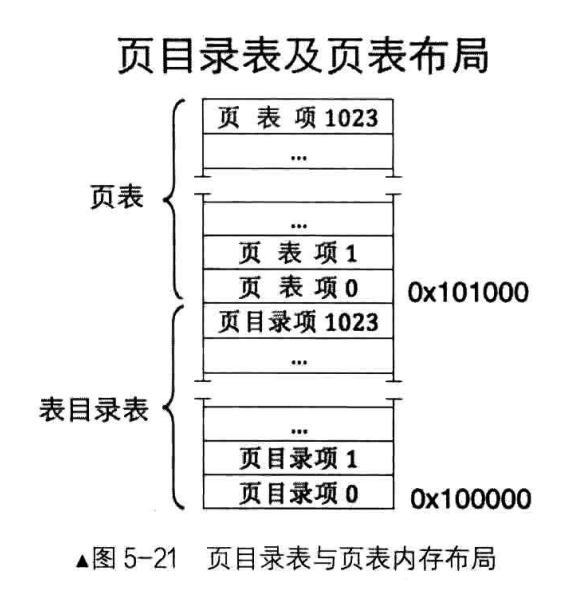 页目录表及页表布局
页 表 项 1023
...
页表
...
页 表 项 1
页 表 项 0
0x101000
页目录项 1023
...
表目录表
...
页目录项 1
页目录项 0
0x100000
▲图 5-21 页目录表与页表内存布局